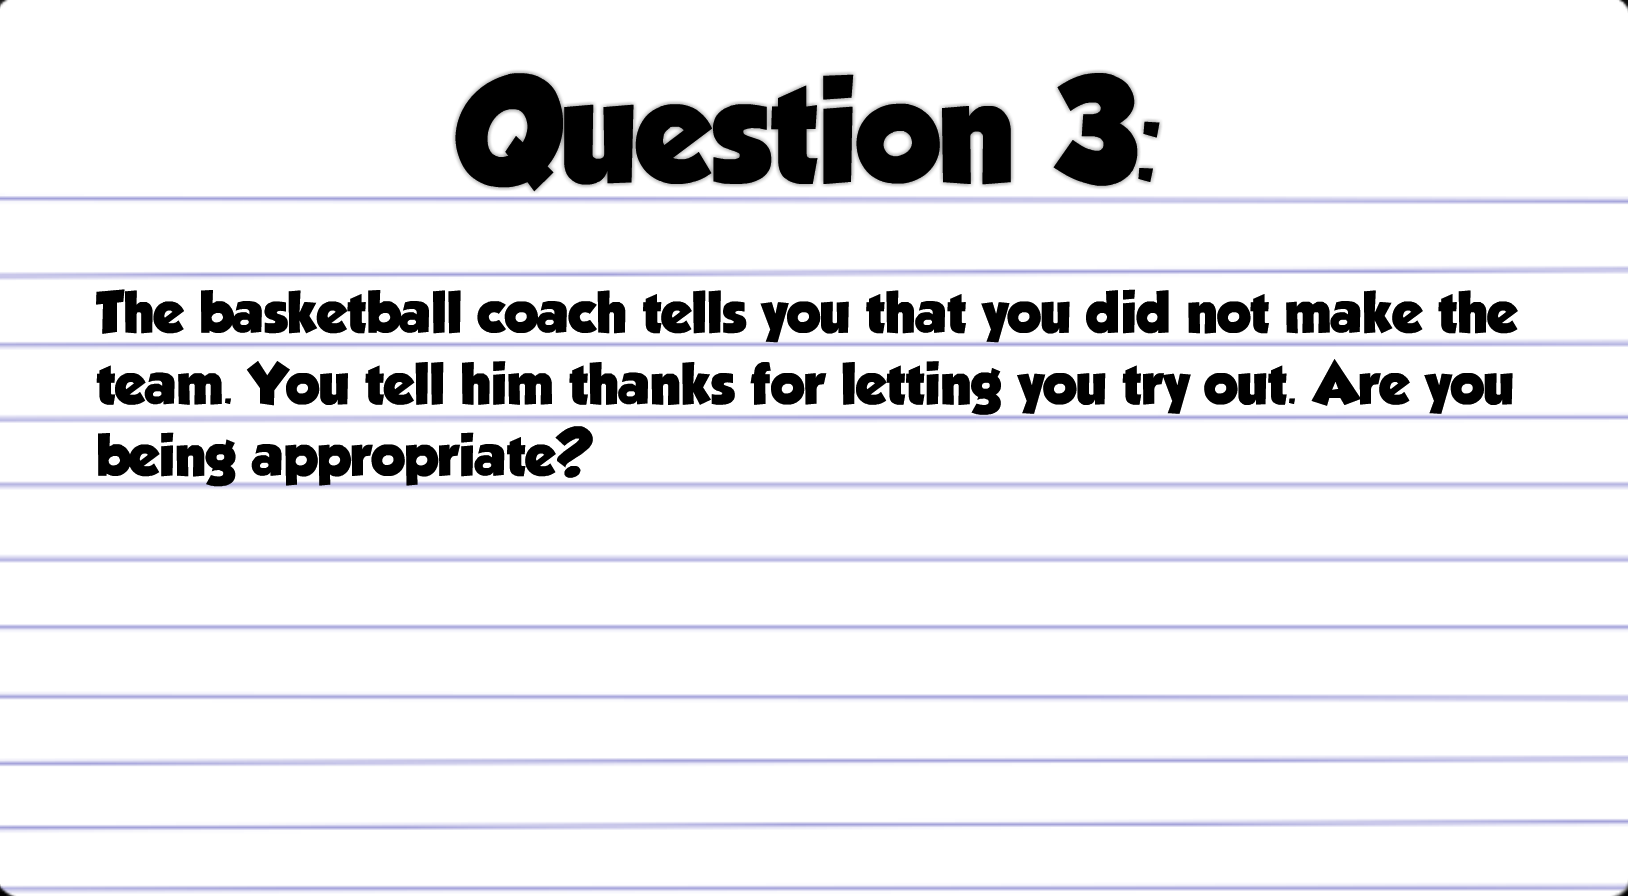 Question 3:
The basketball coach tells you that you did not make the
team. You tell him thanks for letting you try out. Are you
being appropriate?